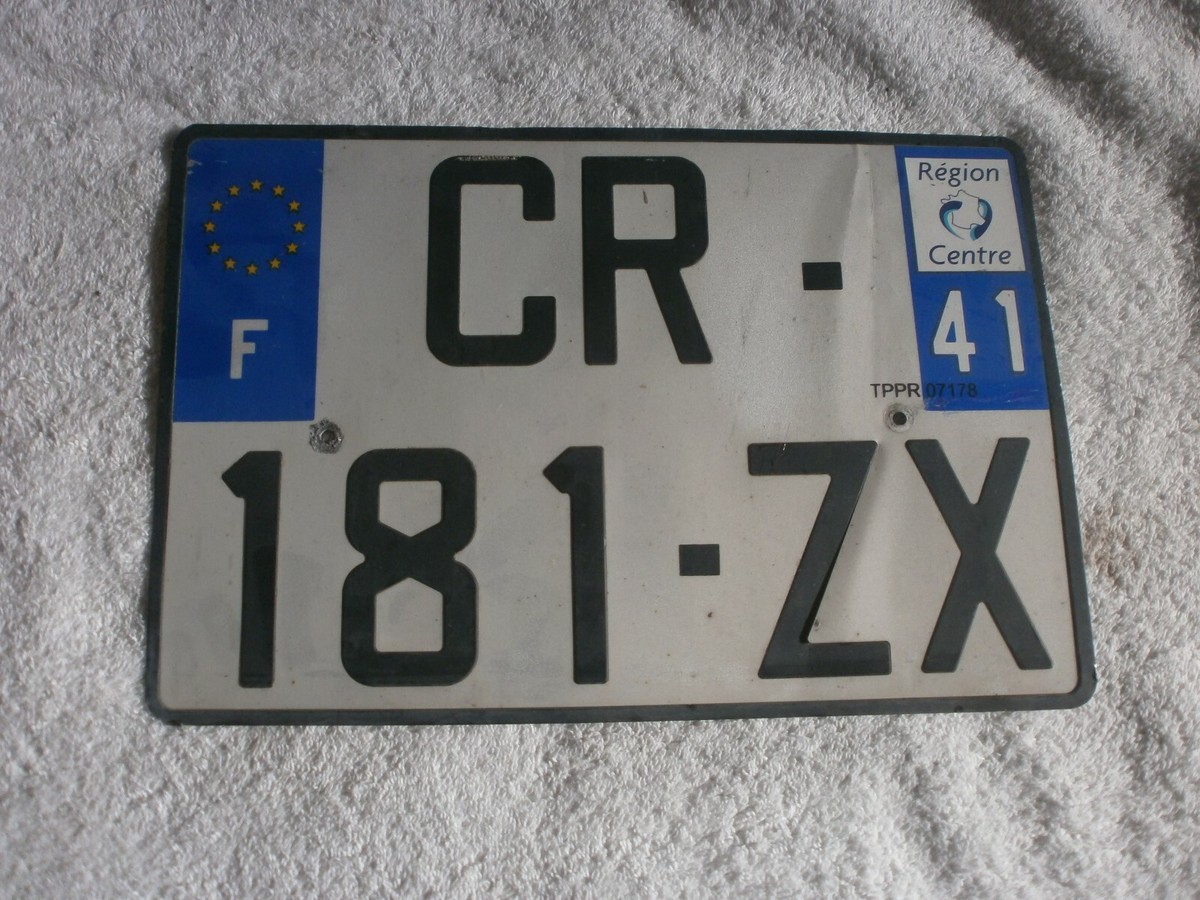 CR -
Région
Centre
F
41
TPPR 07178
181-ZX